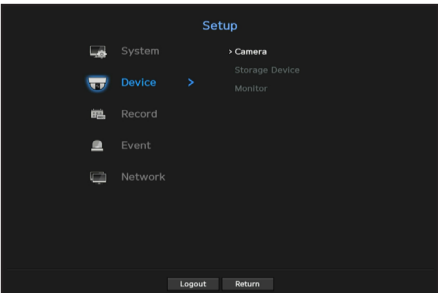 Setup
System
Device >
Record
Event
Network
> Camera
Storage Device
Monitor
Logout
Return